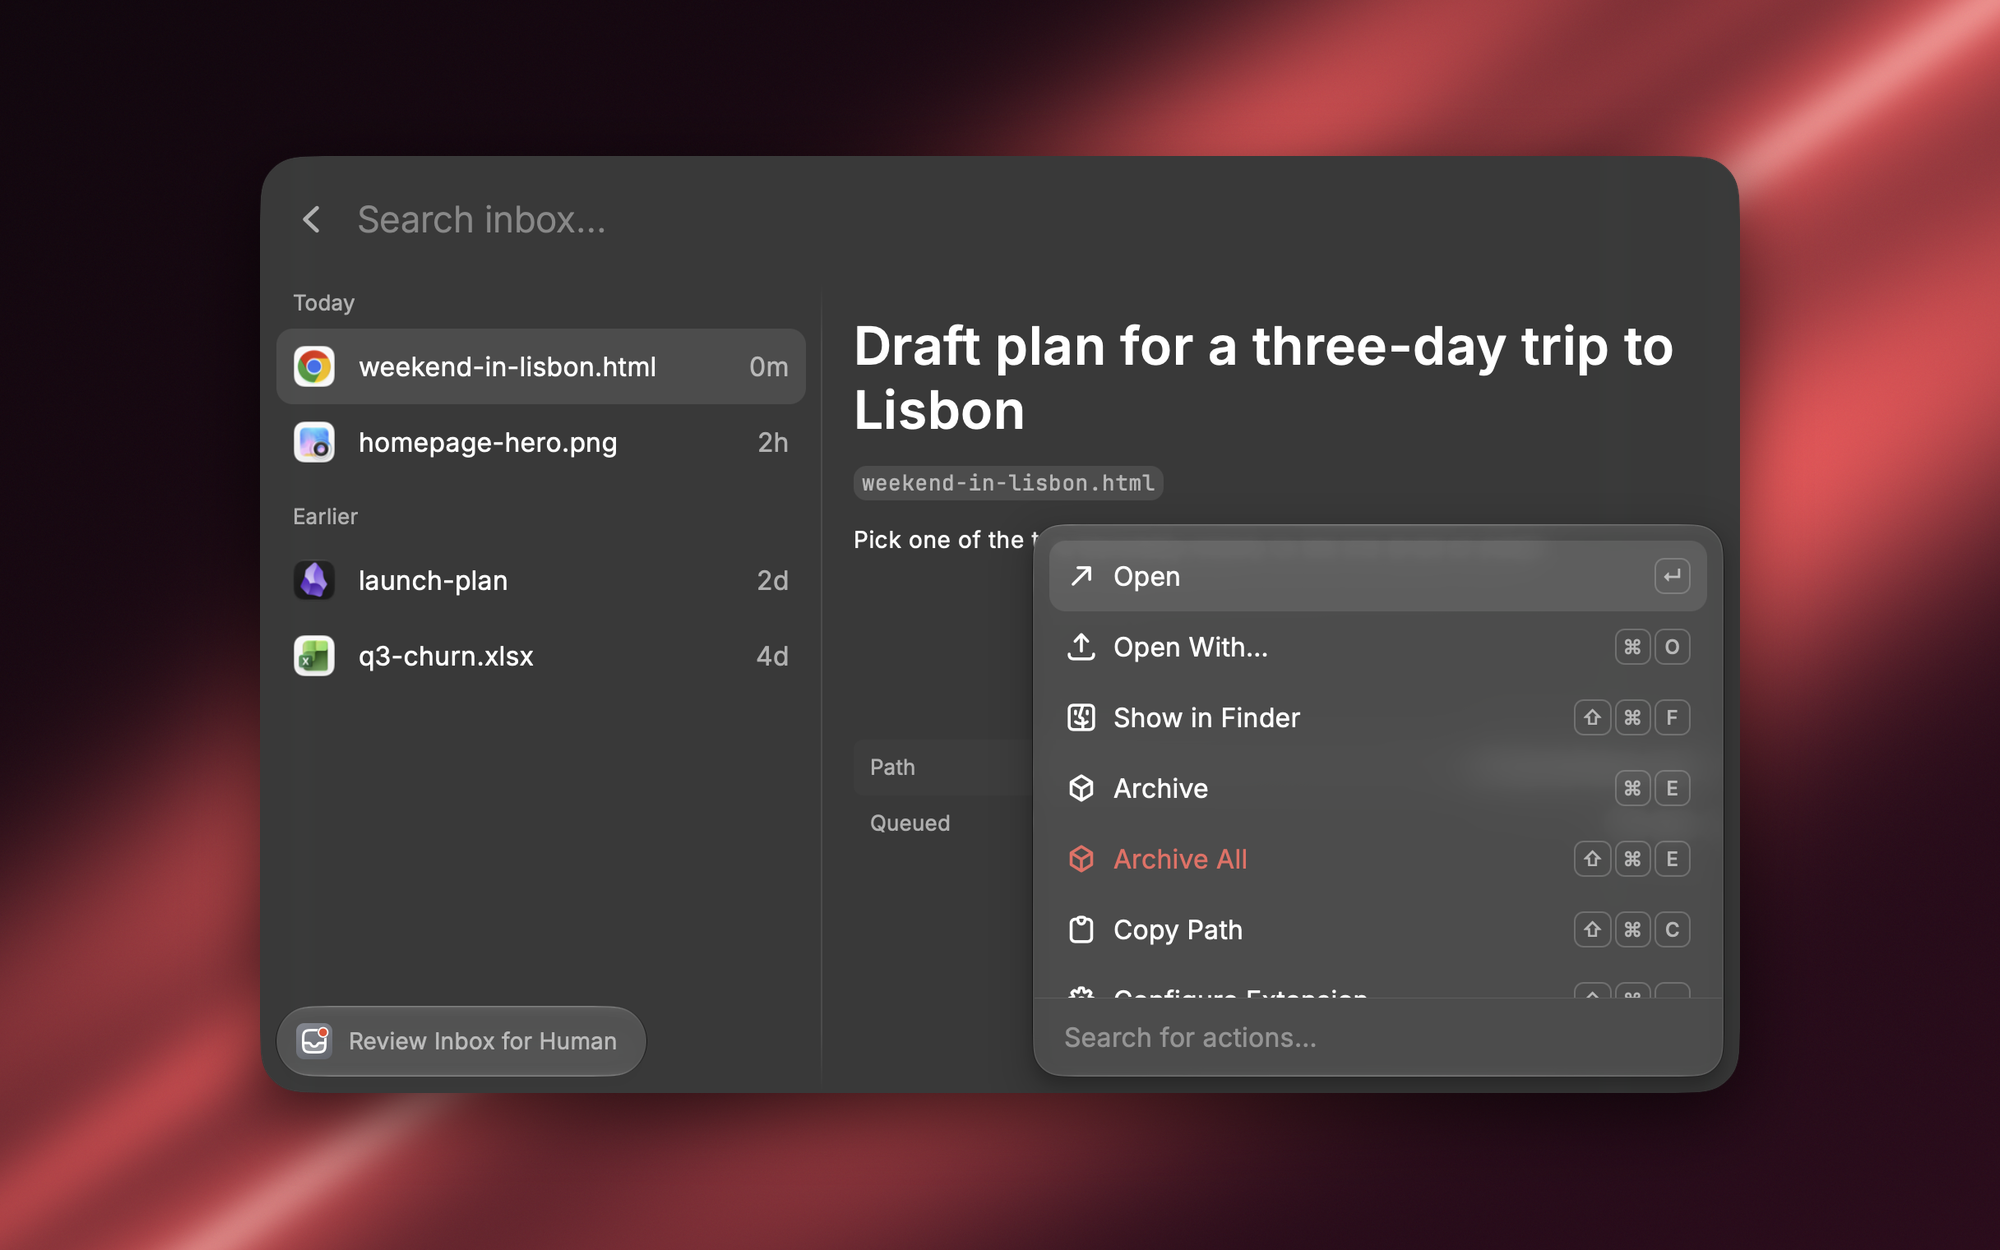 Search inbox...
Today
weekend-in-lisbon.html 0m
homepage-hero.png 2h
Earlier
launch-plan 2d
q3-churn.xlsx 4d
Review Inbox for Human
Draft plan for a three-day trip to
Lisbon
weekend-in-lisbon.html
Pick one of the
Path
Queued
Open ↵
Open With... ⌘ O
Show in Finder ⇧ ⌘ F
Archive ⌘ E
Archive All ⇧ ⌘ E
Copy Path ⇧ ⌘ C
Configure Extension
Search for actions...